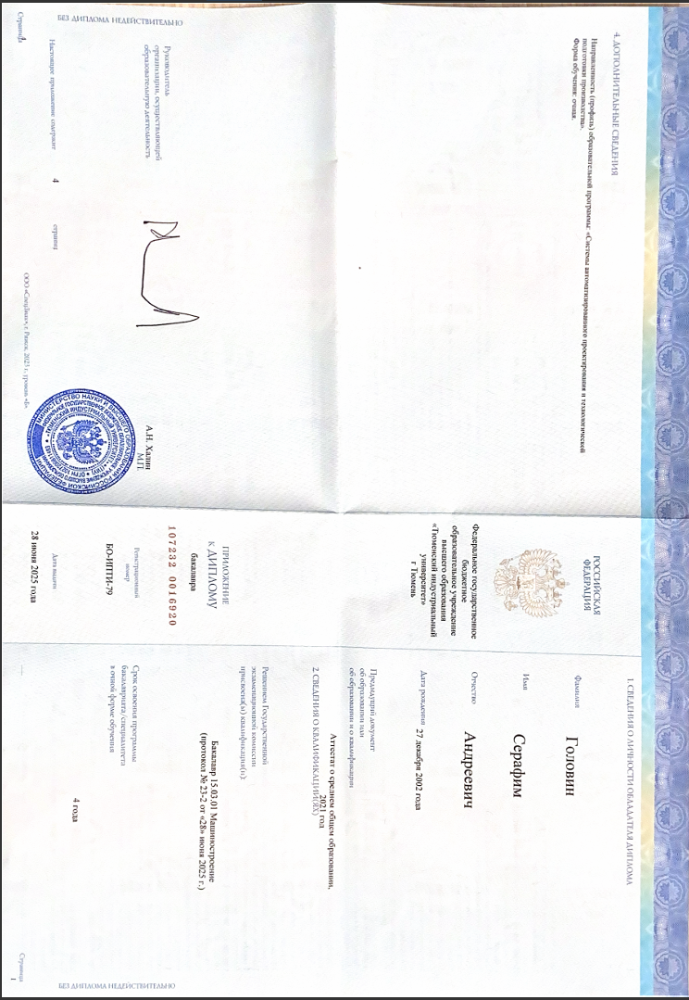 4. ДОПОЛНИТЕЛЬНЫЕ СВЕДЕНИЯ
Направленность (профиль) образовательной программы: «Системы автоматизированного проектирования и технологической
подготовки производства».
Форма обучения: очная.
Руководитель
организации, осуществляющей
образовательную деятельность
А.Н. Халин
М.П.
Настоящее приложение содержит 4 страниц
БЕЗ ДИПЛОМА НЕДЕЙСТВИТЕЛЬНО
Страница 4
РОССИЙСКАЯ
ФЕДЕРАЦИЯ
Федеральное государственное
бюджетное
образовательное учреждение
высшего образования
«Тюменский индустриальный
университет»
г Тюмень
ПРИЛОЖЕНИЕ
к ДИПЛОМУ
бакалавра
107232 0016920
Регистрационный
номер
БО-ИПТИ-79
Дата выдачи
28 июня 2025 года
1. СВЕДЕНИЯ О ЛИЧНОСТИ ОБЛАДАТЕЛЯ ДИПЛОМА
Фамилия Головин
Имя Серафим
Отчество Андреевич
Дата рождения 27 декабря 2002 года
Предыдущий документ
об образовании или
об образовании и о квалификации
Аттестат о среднем общем образовании,
2021 год
2. СВЕДЕНИЯ О КВАЛИФИКАЦИИ(ЯХ)
Решением Государственной
экзаменационной комиссии
присвоена(ы) квалификация(и):
Бакалавр 15.03.01 Машиностроение
(протокол № 23-2 от «28» июня 2025 г.)
Срок освоения программы
бакалавриата/специалитета
в очной форме обучения
4 года
Страница 1
БЕЗ ДИПЛОМА НЕДЕЙСТВИТЕЛЬНО